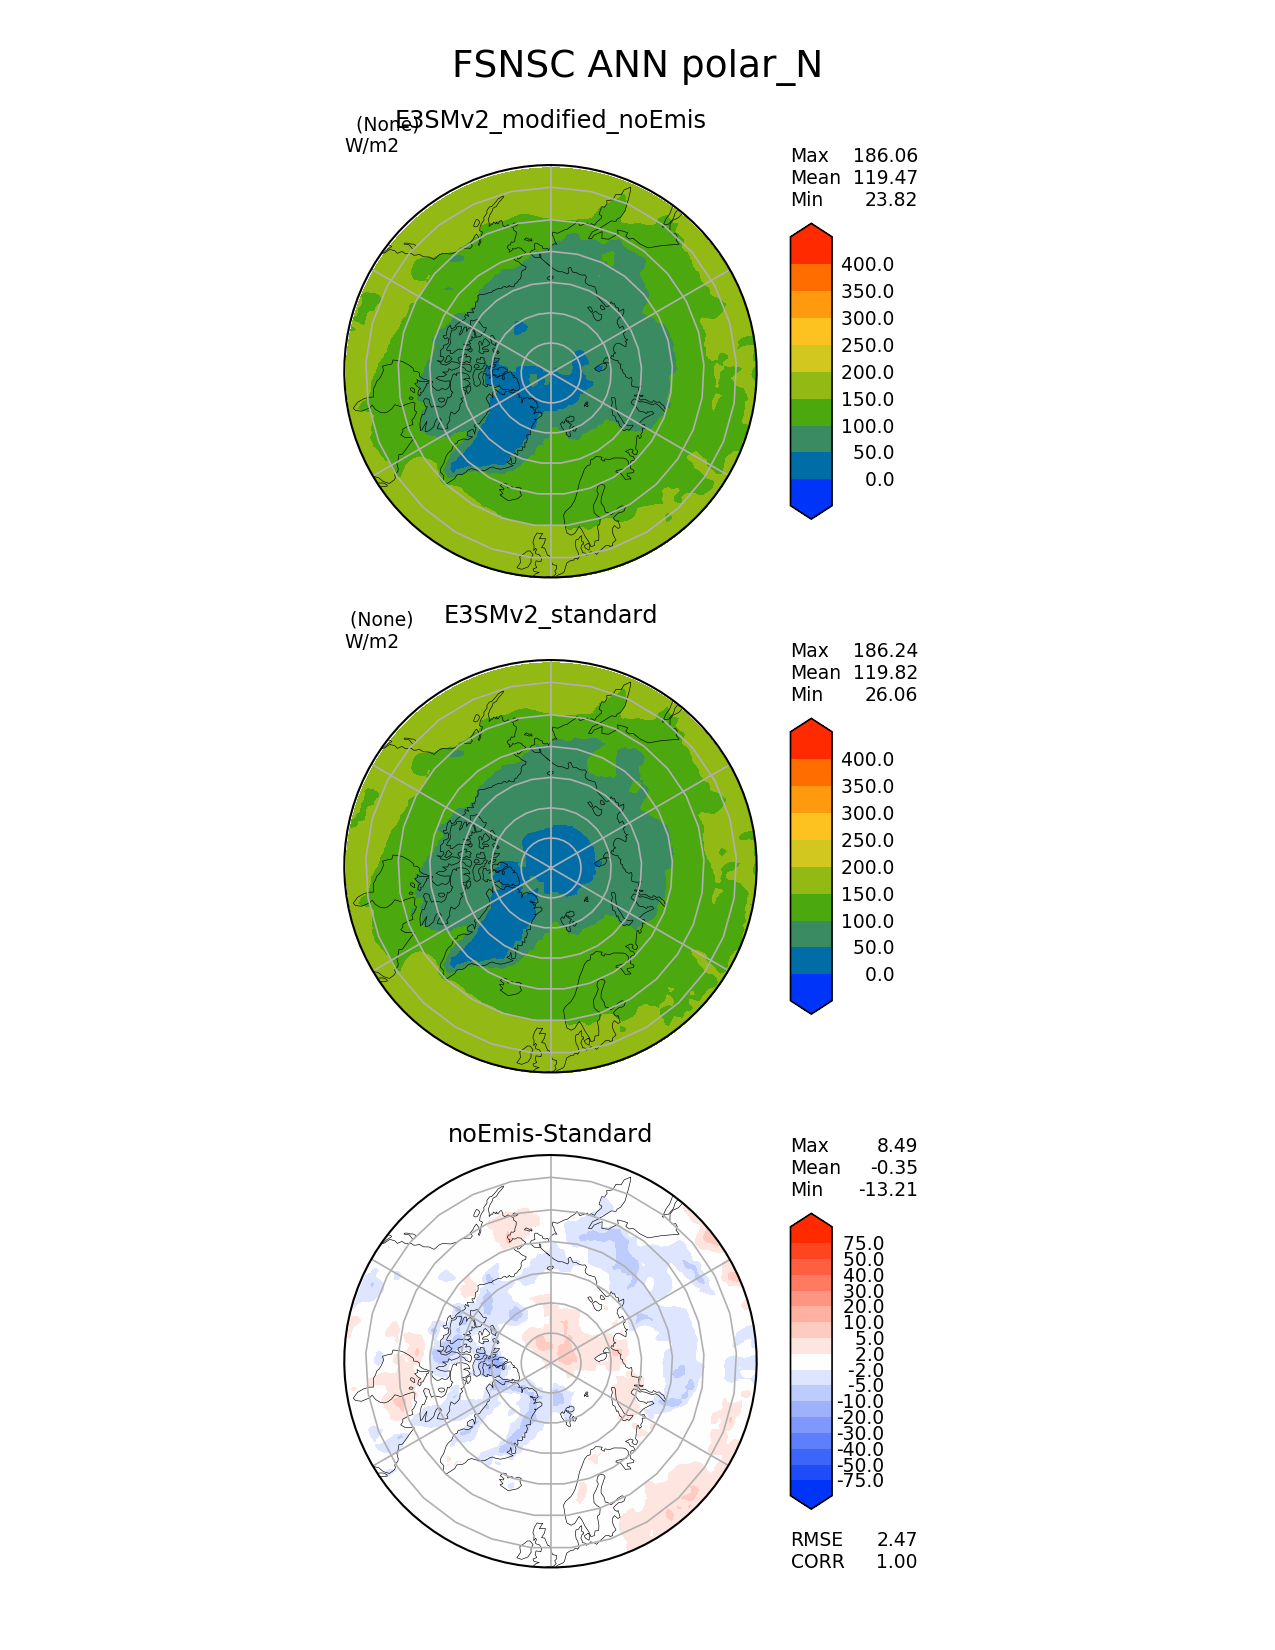 FSNSC ANN polar_N
(None)
E3SMv2_modified_noEmis
W/m2
Max 186.06
Mean 119.47
Min 23.82
400.0
350.0
300.0
250.0
200.0
150.0
100.0
50.0
0.0
(None)
E3SMv2_standard
W/m2
Max 186.24
Mean 119.82
Min 26.06
400.0
350.0
300.0
250.0
200.0
150.0
100.0
50.0
0.0
noEmis-Standard
Max 8.49
Mean -0.35
Min -13.21
75.0
50.0
40.0
30.0
20.0
10.0
5.0
2.0
-2.0
-5.0
-10.0
-20.0
-30.0
-40.0
-50.0
-75.0
RMSE 2.47
CORR 1.00